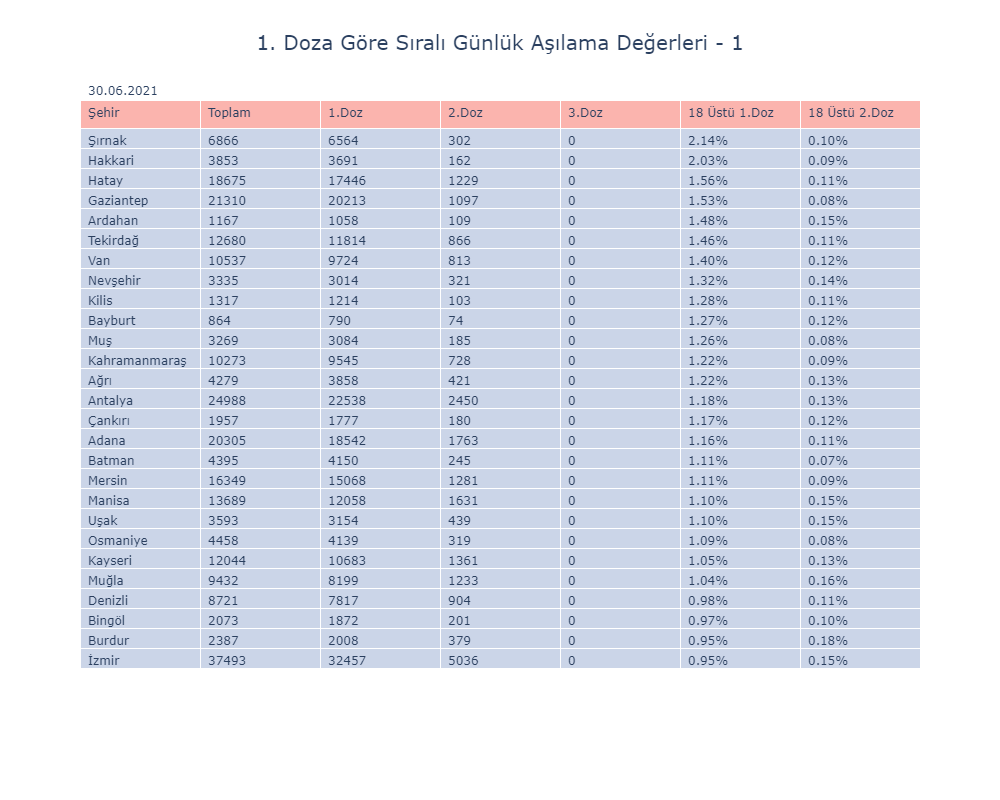 1. Doza Göre Sıralı Günlük Aşılama Değerleri - 1
30.06.2021
Şehir Toplam 1.Doz 2.Doz 3.Doz 18 Üstü 1.Doz 18 Üstü 2.Doz
Şırnak 6866 6564 302 0 2.14% 0.10%
Hakkari 3853 3691 162 0 2.03% 0.09%
Hatay 18675 17446 1229 0 1.56% 0.11%
Gaziantep 21310 20213 1097 0 1.53% 0.08%
Ardahan 1167 1058 109 0 1.48% 0.15%
Tekirdağ 12680 11814 866 0 1.46% 0.11%
Van 10537 9724 813 0 1.40% 0.12%
Nevşehir 3335 3014 321 0 1.32% 0.14%
Kilis 1317 1214 103 0 1.28% 0.11%
Bayburt 864 790 74 0 1.27% 0.12%
Muş 3269 3084 185 0 1.26% 0.08%
Kahramanmaraş 10273 9545 728 0 1.22% 0.09%
Ağrı 4279 3858 421 0 1.22% 0.13%
Antalya 24988 22538 2450 0 1.18% 0.13%
Çankırı 1957 1777 180 0 1.17% 0.12%
Adana 20305 18542 1763 0 1.16% 0.11%
Batman 4395 4150 245 0 1.11% 0.07%
Mersin 16349 15068 1281 0 1.11% 0.09%
Manisa 13689 12058 1631 0 1.10% 0.15%
Uşak 3593 3154 439 0 1.10% 0.15%
Osmaniye 4458 4139 319 0 1.09% 0.08%
Kayseri 12044 10683 1361 0 1.05% 0.13%
Muğla 9432 8199 1233 0 1.04% 0.16%
Denizli 8721 7817 904 0 0.98% 0.11%
Bingöl 2073 1872 201 0 0.97% 0.10%
Burdur 2387 2008 379 0 0.95% 0.18%
İzmir 37493 32457 5036 0 0.95% 0.15%